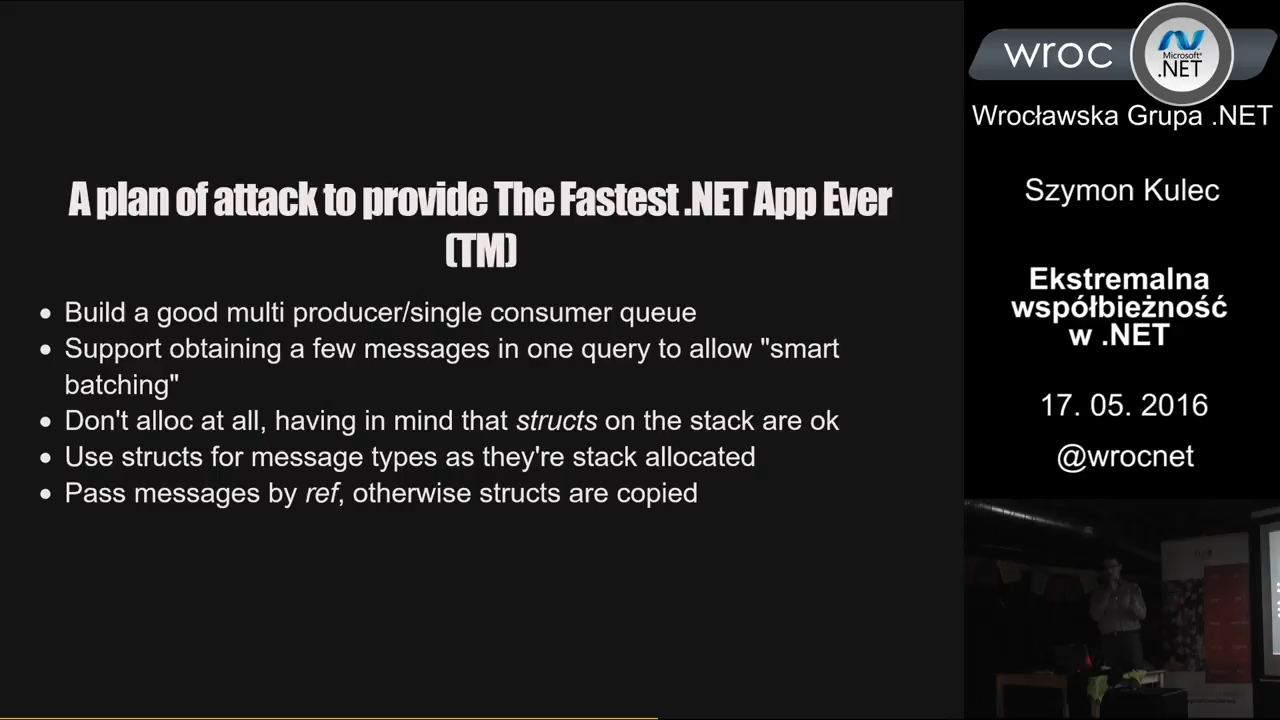 A plan of attack to provide The Fastest .NET App Ever
(TM)
Build a good multi producer/single consumer queue
Support obtaining a few messages in one query to allow "smart
batching"
Don't alloc at all, having in mind that structs on the stack are ok
Use structs for message types as they're stack allocated
Pass messages by ref, otherwise structs are copied
wroc
Microsoft
.NET
Wrocławska Grupa .NET
Szymon Kulec
Ekstremalna
współbieżność
w .NET
17. 05. 2016
@wrocnet